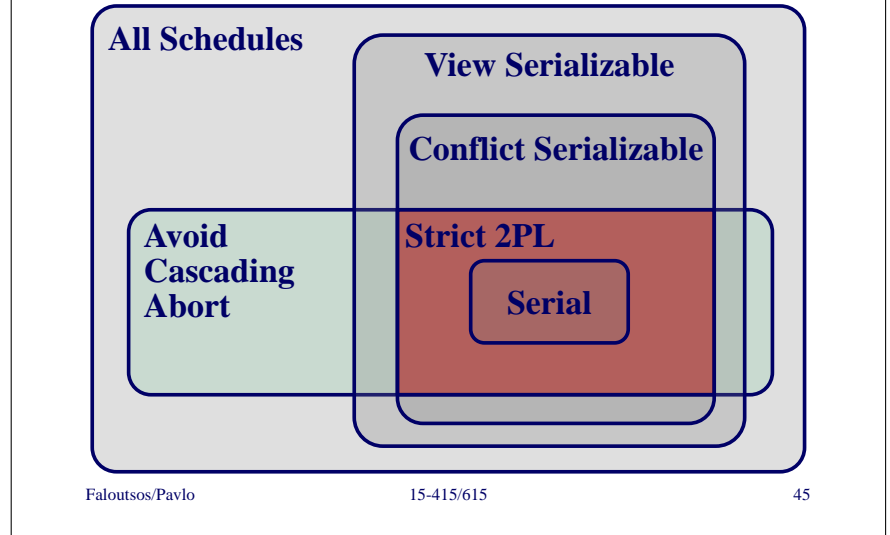 All Schedules
View Serializable
Conflict Serializable
Avoid
Cascading
Abort
Strict 2PL
Serial
Faloutsos/Pavlo
15-415/615
45